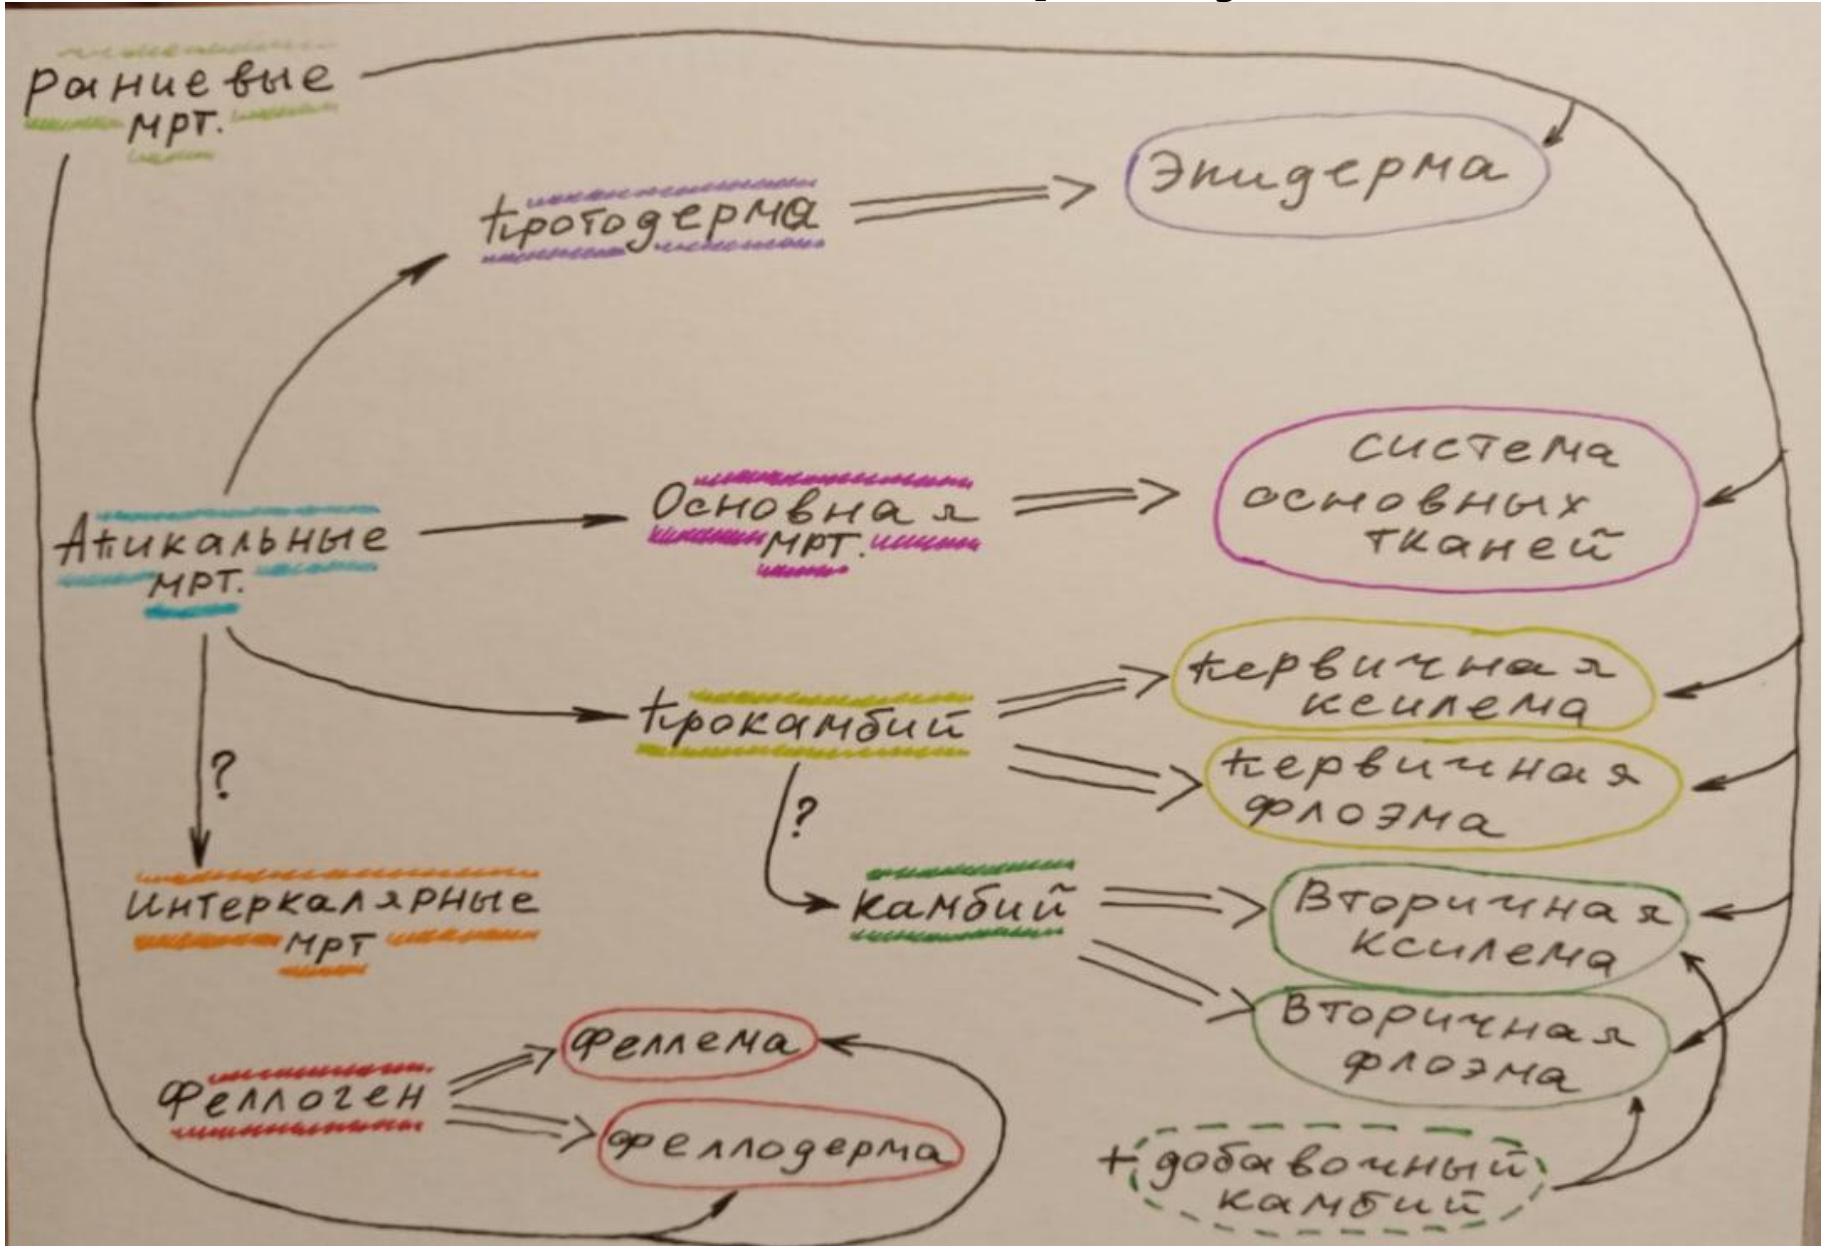 Раневые
мрт.
Протодерма
Эпидерма
Апикальные
мрт.
Основная
мрт.
система
основных
тканей
Прокамбий
Первичная
ксилема
Первичная
флоэма
?
?
Интеркалярные
мрт
Камбий
Вторичная
ксилема
Вторичная
флоэма
Феллоген
Феллема
Феллодерма
+ добавочный
камбий